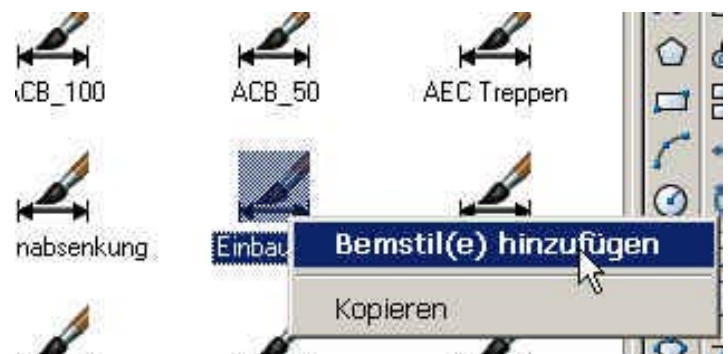 ACB_100 ACB_50 AEC Treppen
nabsenkung Einbau Bemstil(e) hinzufügen
Kopieren